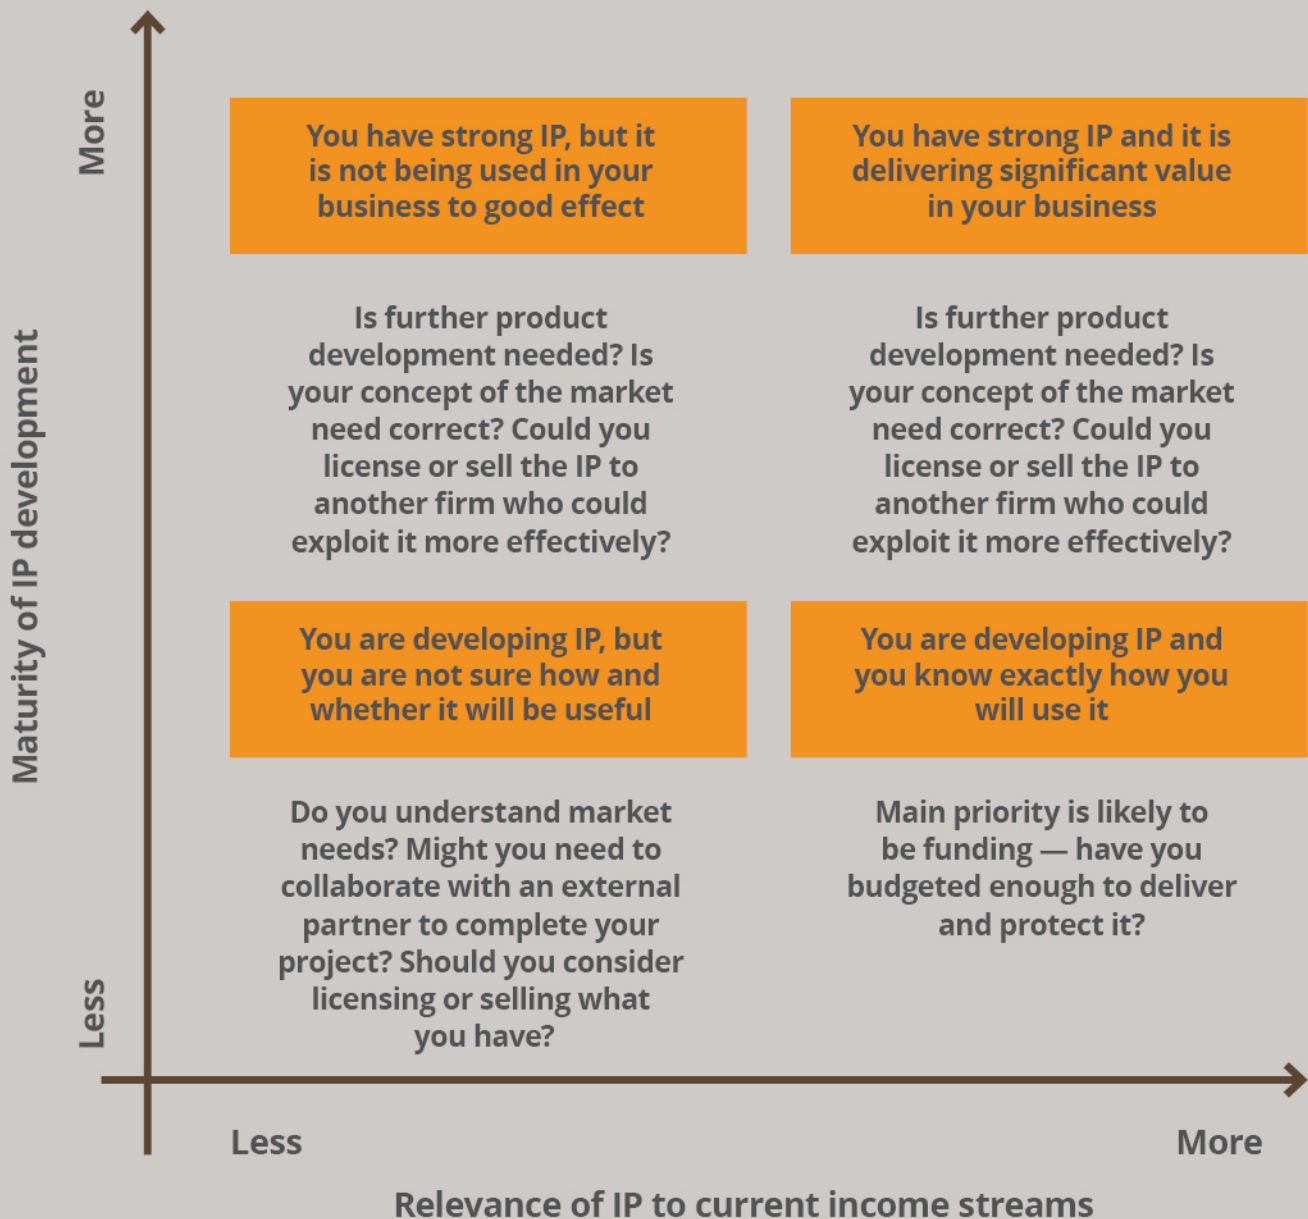 More
You have strong IP, but it
is not being used in your
business to good effect
You have strong IP and it is
delivering significant value
in your business
Is further product
development needed? Is
your concept of the market
need correct? Could you
license or sell the IP to
another firm who could
exploit it more effectively?
Is further product
development needed? Is
your concept of the market
need correct? Could you
license or sell the IP to
another firm who could
exploit it more effectively?
Maturity of IP development
You are developing IP, but
you are not sure how and
whether it will be useful
You are developing IP and
you know exactly how you
will use it
Do you understand market
needs? Might you need to
collaborate with an external
partner to complete your
project? Should you consider
licensing or selling what
you have?
Main priority is likely to
be funding — have you
budgeted enough to deliver
and protect it?
Less
Less
More
Relevance of IP to current income streams